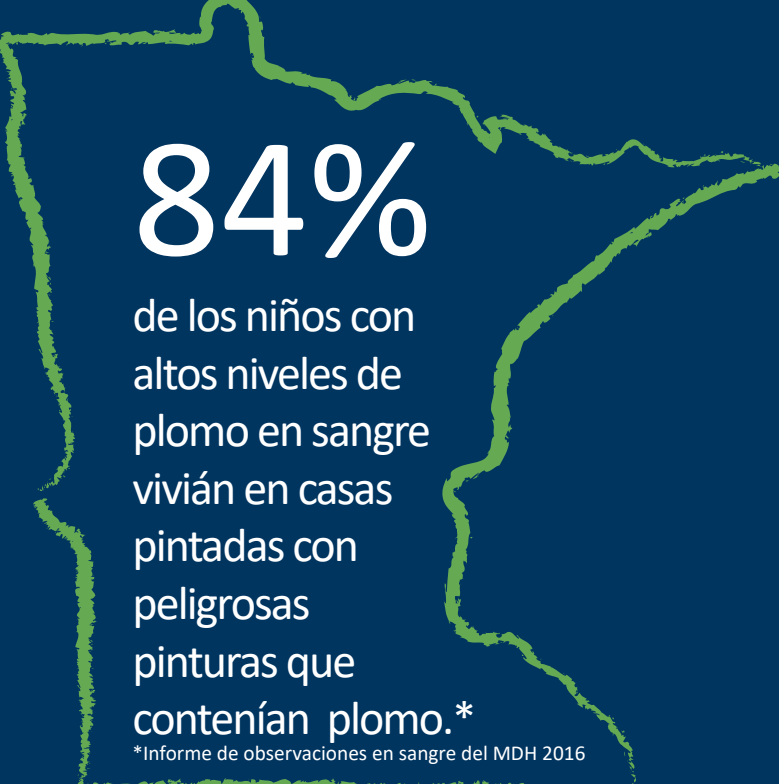 84%
de los niños con
altos niveles de
plomo en sangre
vivián en casas
pintadas con
peligrosas
pinturas que
contenían plomo.*
*Informe de observaciones en sangre del MDH 2016